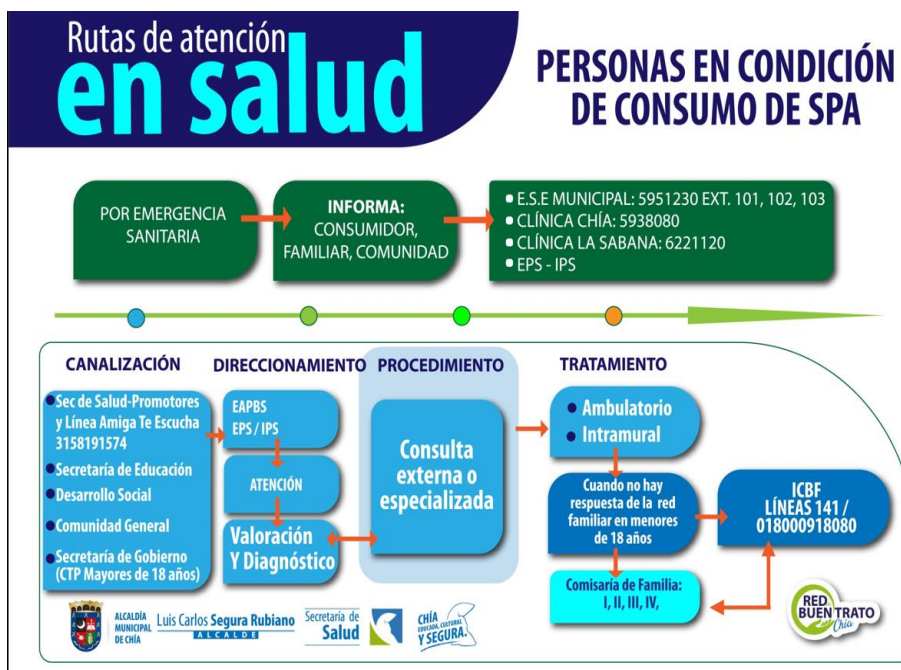 Rutas de atención
en salud
PERSONAS EN CONDICIÓN
DE CONSUMO DE SPA
POR EMERGENCIA
SANITARIA
INFORMA:
CONSUMIDOR,
FAMILIAR, COMUNIDAD
E.S.E MUNICIPAL: 5951230 EXT. 101, 102, 103
CLÍNICA CHÍA: 5938080
CLÍNICA LA SABANA: 6221120
EPS - IPS
CANALIZACIÓN
Sec de Salud-Promotores
y Línea Amiga Te Escucha
3158191574
Secretaría de Educación
Desarrollo Social
Comunidad General
Secretaría de Gobierno
(CTP Mayores de 18 años)
DIRECCIONAMIENTO
EAPBS
EPS / IPS
ATENCIÓN
Valoración
Y Diagnóstico
PROCEDIMIENTO
Consulta
externa o
especializada
TRATAMIENTO
Ambulatorio
Intramural
Cuando no hay
respuesta de la red
familiar en menores
de 18 años
ICBF
LÍNEAS 141 /
018000918080
Comisaría de Familia:
I, II, III, IV,
ALCALDÍA
MUNICIPAL
DE CHÍA
Luis Carlos Segura Rubiano
ALCALDE
Secretaría de
Salud
CHÍA
EDUCADA, CULTURAL
Y SEGURA.
RED
BUEN TRATO
Chía